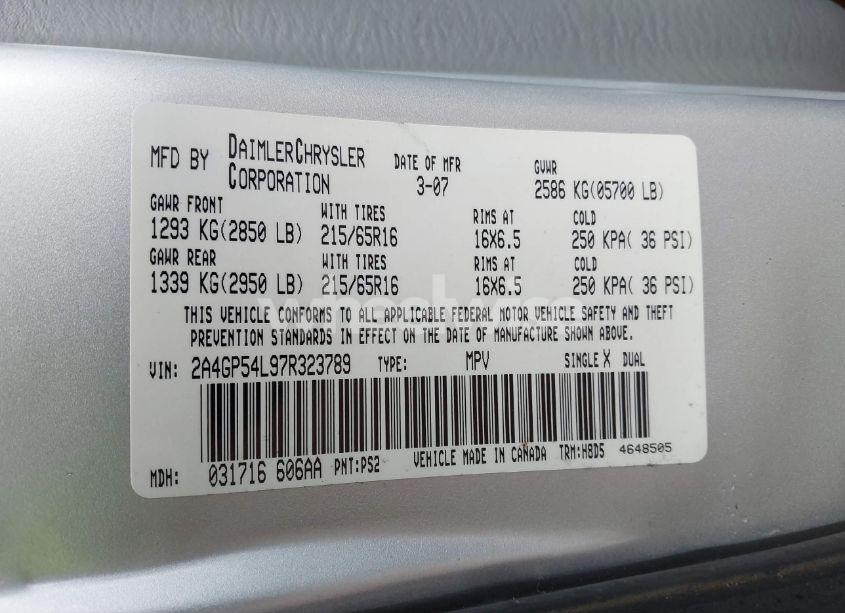 MFD BY DAIMLERCHRYSLER CORPORATION DATE OF MFR 3-07 GVWR 2586 KG(05700 LB)
GAWR FRONT WITH TIRES RIMS AT COLD
1293 KG(2850 LB) 215/65R16 16X6.5 250 KPA( 36 PSI)
GAWR REAR WITH TIRES RIMS AT COLD
1339 KG(2950 LB) 215/65R16 16X6.5 250 KPA( 36 PSI)
THIS VEHICLE CONFORMS TO ALL APPLICABLE FEDERAL MOTOR VEHICLE SAFETY AND THEFT
PREVENTION STANDARDS IN EFFECT ON THE DATE OF MANUFACTURE SHOWN ABOVE.
VIN: 2A4GP54L97R323789 TYPE: MPV SINGLE X DUAL
MDH: 031716 606AA PNT:PS2 VEHICLE MADE IN CANADA TRM:H8D5 4648505